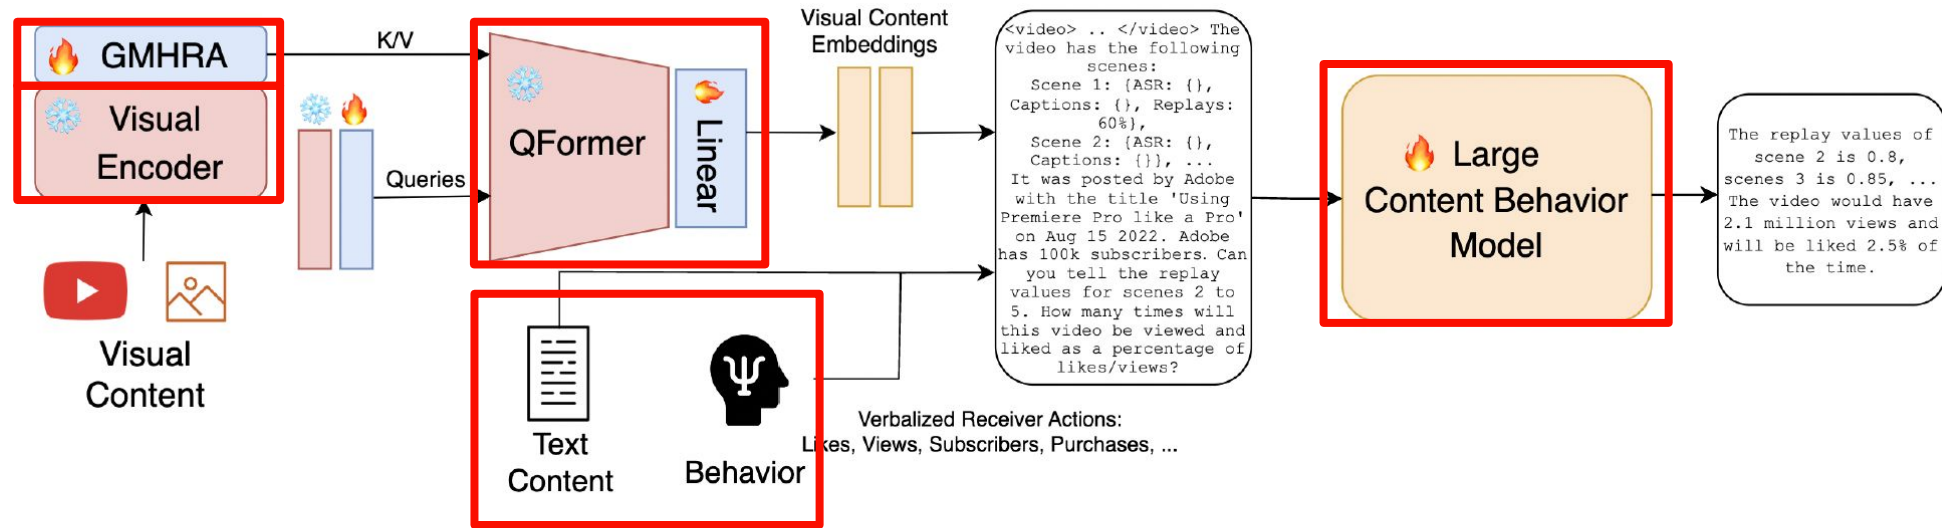 GMHRA
Visual
Encoder
Visual
Content
K/V
Queries
QFormer
Linear
Visual Content
Embeddings
Text
Content
Behavior
Verbalized Receiver Actions:
Likes, Views, Subscribers, Purchases, ...
<video> .. </video> The
video has the following
scenes:
Scene 1: {ASR: {},
Captions: {}, Replays:
60%},
Scene 2: {ASR: {},
Captions: {}}, ...
It was posted by Adobe
with the title 'Using
Premiere Pro like a Pro'
on Aug 15 2022. Adobe
has 100k subscribers. Can
you tell the replay
values for scenes 2 to
5. How many times will
this video be viewed and
liked as a percentage of
likes/views?
Large
Content Behavior
Model
The replay values of
scene 2 is 0.8,
scenes 3 is 0.85, ...
The video would have
2.1 million views and
will be liked 2.5% of
the time.